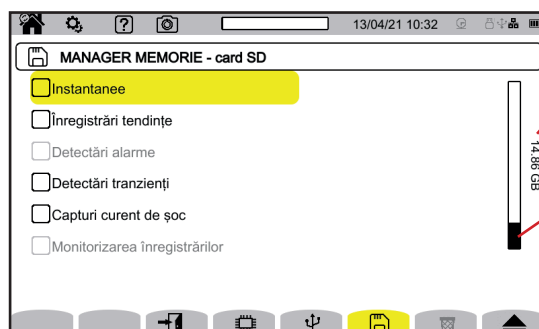 13/04/21 10:32
MANAGER MEMORIE - card SD
Instantanee
Înregistrări tendințe
Detectări alarme
Detectări tranzienți
Capturi curent de șoc
Monitorizarea înregistrărilor
14.86 GB